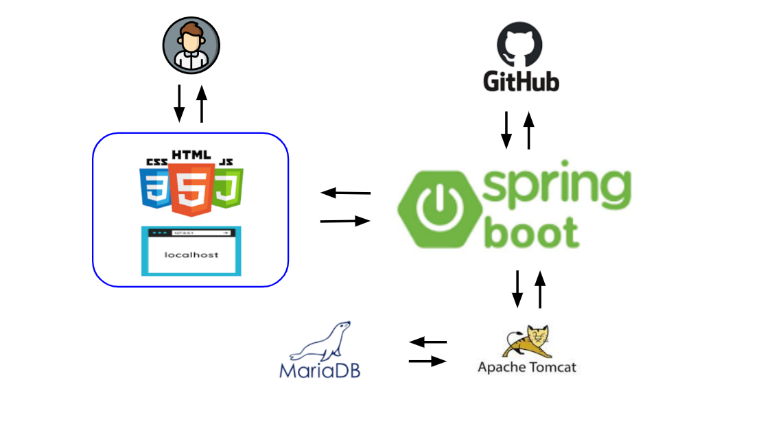 GitHub
CSS HTML JS
spring
boot
localhost
MariaDB
Apache Tomcat